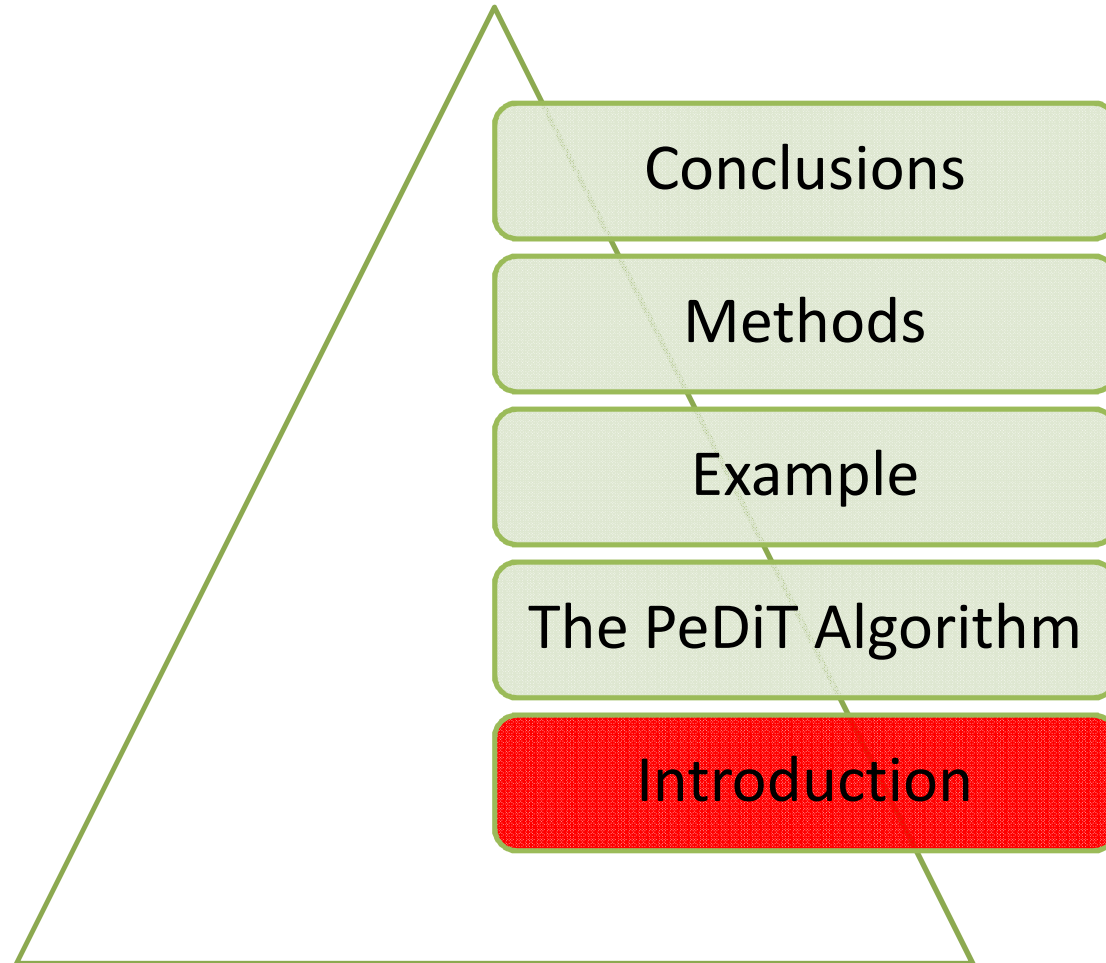 Conclusions
Methods
Example
The PeDiT Algorithm
Introduction